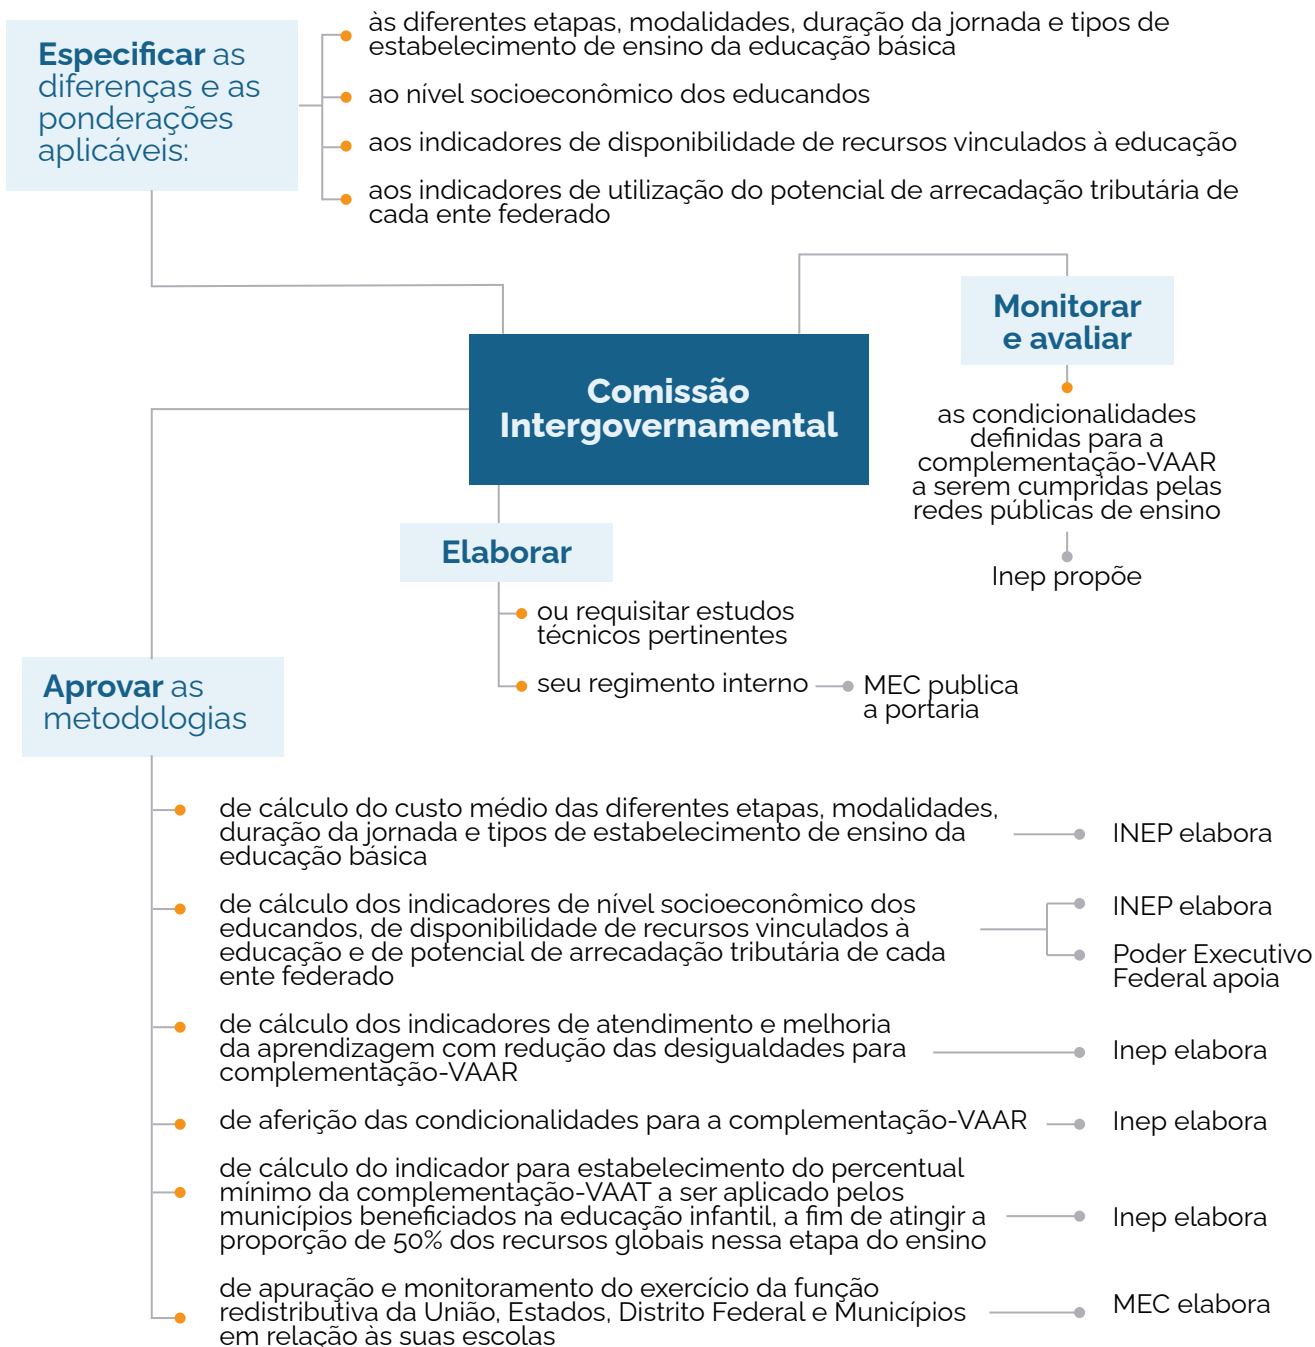 Especificar as
diferenças e as
ponderações
aplicáveis:
às diferentes etapas, modalidades, duração da jornada e tipos de
estabelecimento de ensino da educação básica
ao nível socioeconômico dos educandos
aos indicadores de disponibilidade de recursos vinculados à educação
aos indicadores de utilização do potencial de arrecadação tributária de
cada ente federado
Comissão
Intergovernamental
Monitorar
e avaliar
as condicionalidades
definidas para a
complementação-VAAR
a serem cumpridas pelas
redes públicas de ensino
Inep propõe
Elaborar
ou requisitar estudos
técnicos pertinentes
seu regimento interno
MEC publica
a portaria
Aprovar as
metodologias
de cálculo do custo médio das diferentes etapas, modalidades,
duração da jornada e tipos de estabelecimento de ensino da
educação básica
INEP elabora
de cálculo dos indicadores de nível socioeconômico dos
educandos, de disponibilidade de recursos vinculados à
educação e de potencial de arrecadação tributária de cada
ente federado
INEP elabora
Poder Executivo
Federal apoia
de cálculo dos indicadores de atendimento e melhoria
da aprendizagem com redução das desigualdades para
complementação-VAAR
Inep elabora
de aferição das condicionalidades para a complementação-VAAR
Inep elabora
de cálculo do indicador para estabelecimento do percentual
mínimo da complementação-VAAT a ser aplicado pelos
municípios beneficiados na educação infantil, a fim de atingir a
proporção de 50% dos recursos globais nessa etapa do ensino
Inep elabora
de apuração e monitoramento do exercício da função
redistributiva da União, Estados, Distrito Federal e Municípios
em relação às suas escolas
MEC elabora